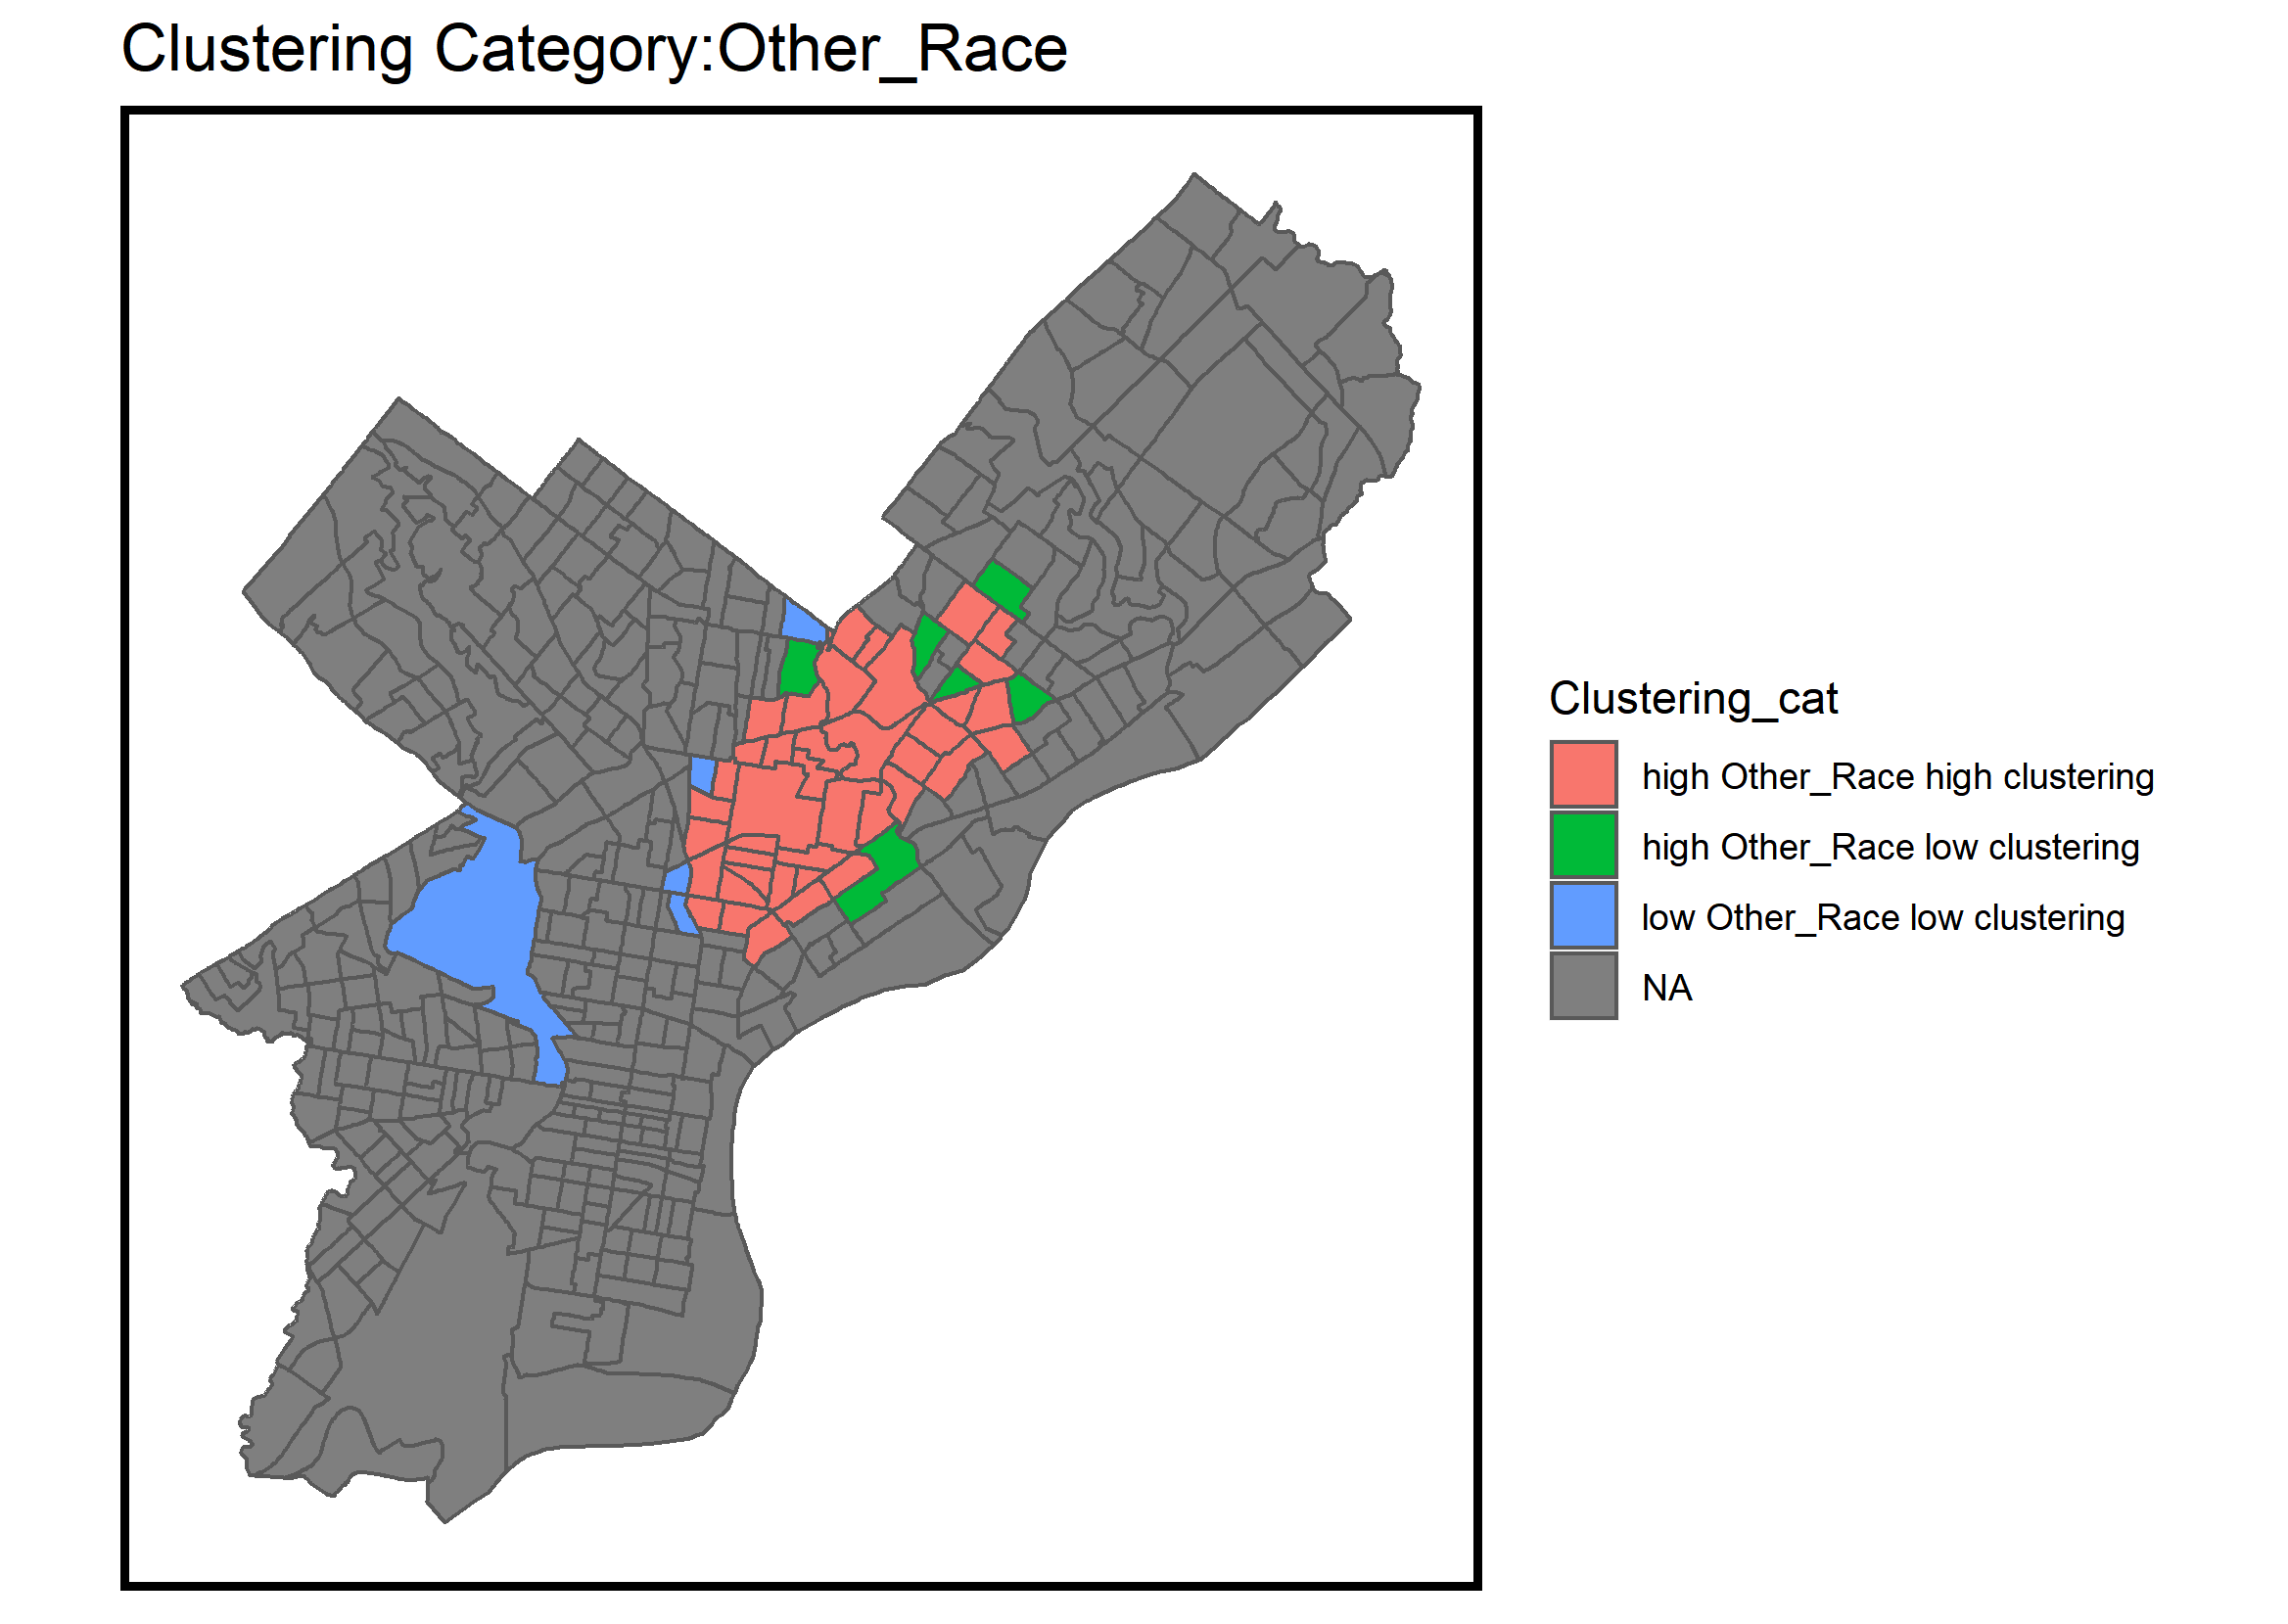 Clustering Category:Other_Race
Clustering_cat
high Other_Race high clustering
high Other_Race low clustering
low Other_Race low clustering
NA